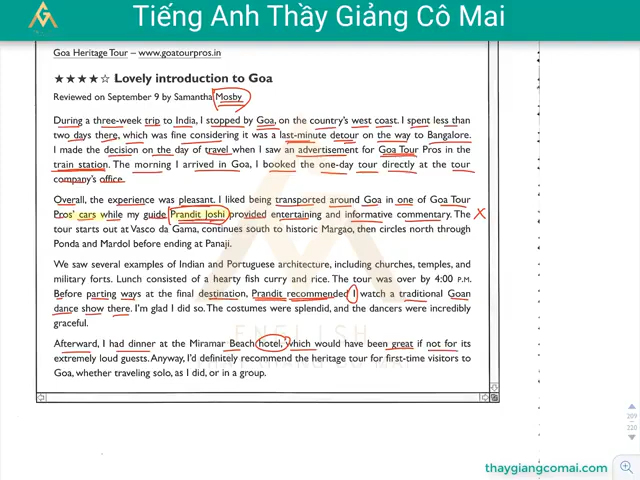 Tiếng Anh Thầy Giảng Cô Mai
Goa Heritage Tour – www.goatourpros.in
★★★★☆ Lovely introduction to Goa
Reviewed on September 9 by Samantha Mosby
During a three-week trip to India, I stopped by Goa, on the country's west coast. I spent less than
two days there, which was fine considering it was a last-minute detour on the way to Bangalore.
I made the decision on the day of travel when I saw an advertisement for Goa Tour Pros in the
train station. The morning I arrived in Goa, I booked the one-day tour directly at the tour
company's office.
Overall, the experience was pleasant. I liked being transported around Goa in one of Goa Tour
Pros' cars while my guide Prandit Joshi provided entertaining and informative commentary. The
tour starts out at Vasco da Gama, continues south to historic Margao, then circles north through
Ponda and Mardol before ending at Panaji.
We saw several examples of Indian and Portuguese architecture, including churches, temples, and
military forts. Lunch consisted of a hearty fish curry and rice. The tour was over by 4:00 P.M.
Before parting ways at the final destination, Prandit recommended I watch a traditional Goan
dance show there. I'm glad I did so. The costumes were splendid, and the dancers were incredibly
graceful.
Afterward, I had dinner at the Miramar Beach hotel, which would have been great if not for its
extremely loud guests. Anyway, I'd definitely recommend the heritage tour for first-time visitors to
Goa, whether traveling solo, as I did, or in a group.
ENGLISH
209
220
thaygiangcomai.com